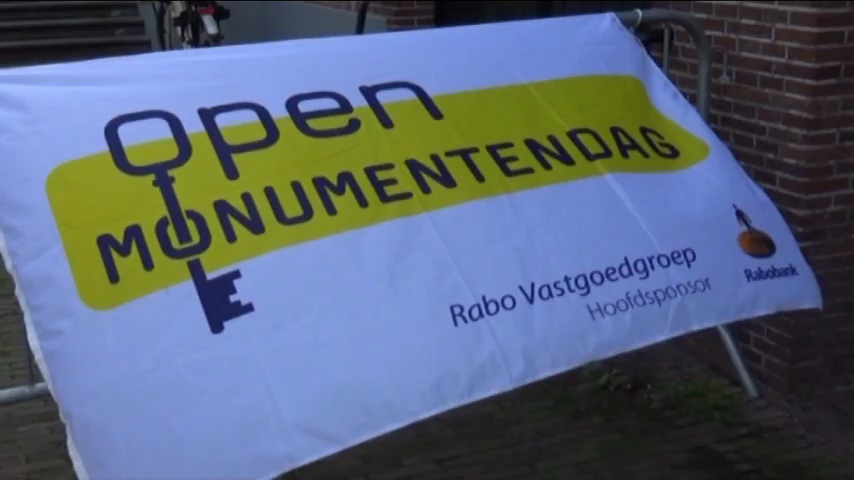 Open
MONUMENTENDAG
Rabo Vastgoedgroep
Hoofdsponsor
Rabobank